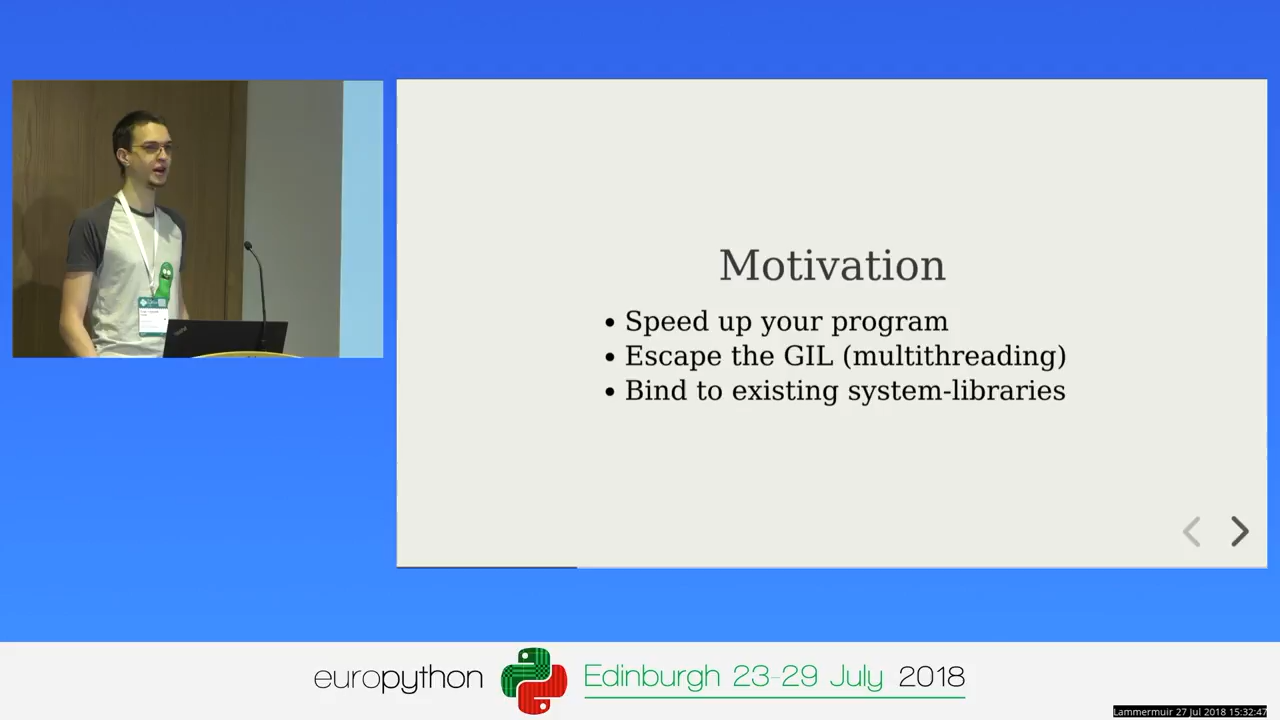 Motivation
• Speed up your program
• Escape the GIL (multithreading)
• Bind to existing system-libraries
europython Edinburgh 23-29 July 2018
Lammermuir 27 Jul 2018 15:32:47